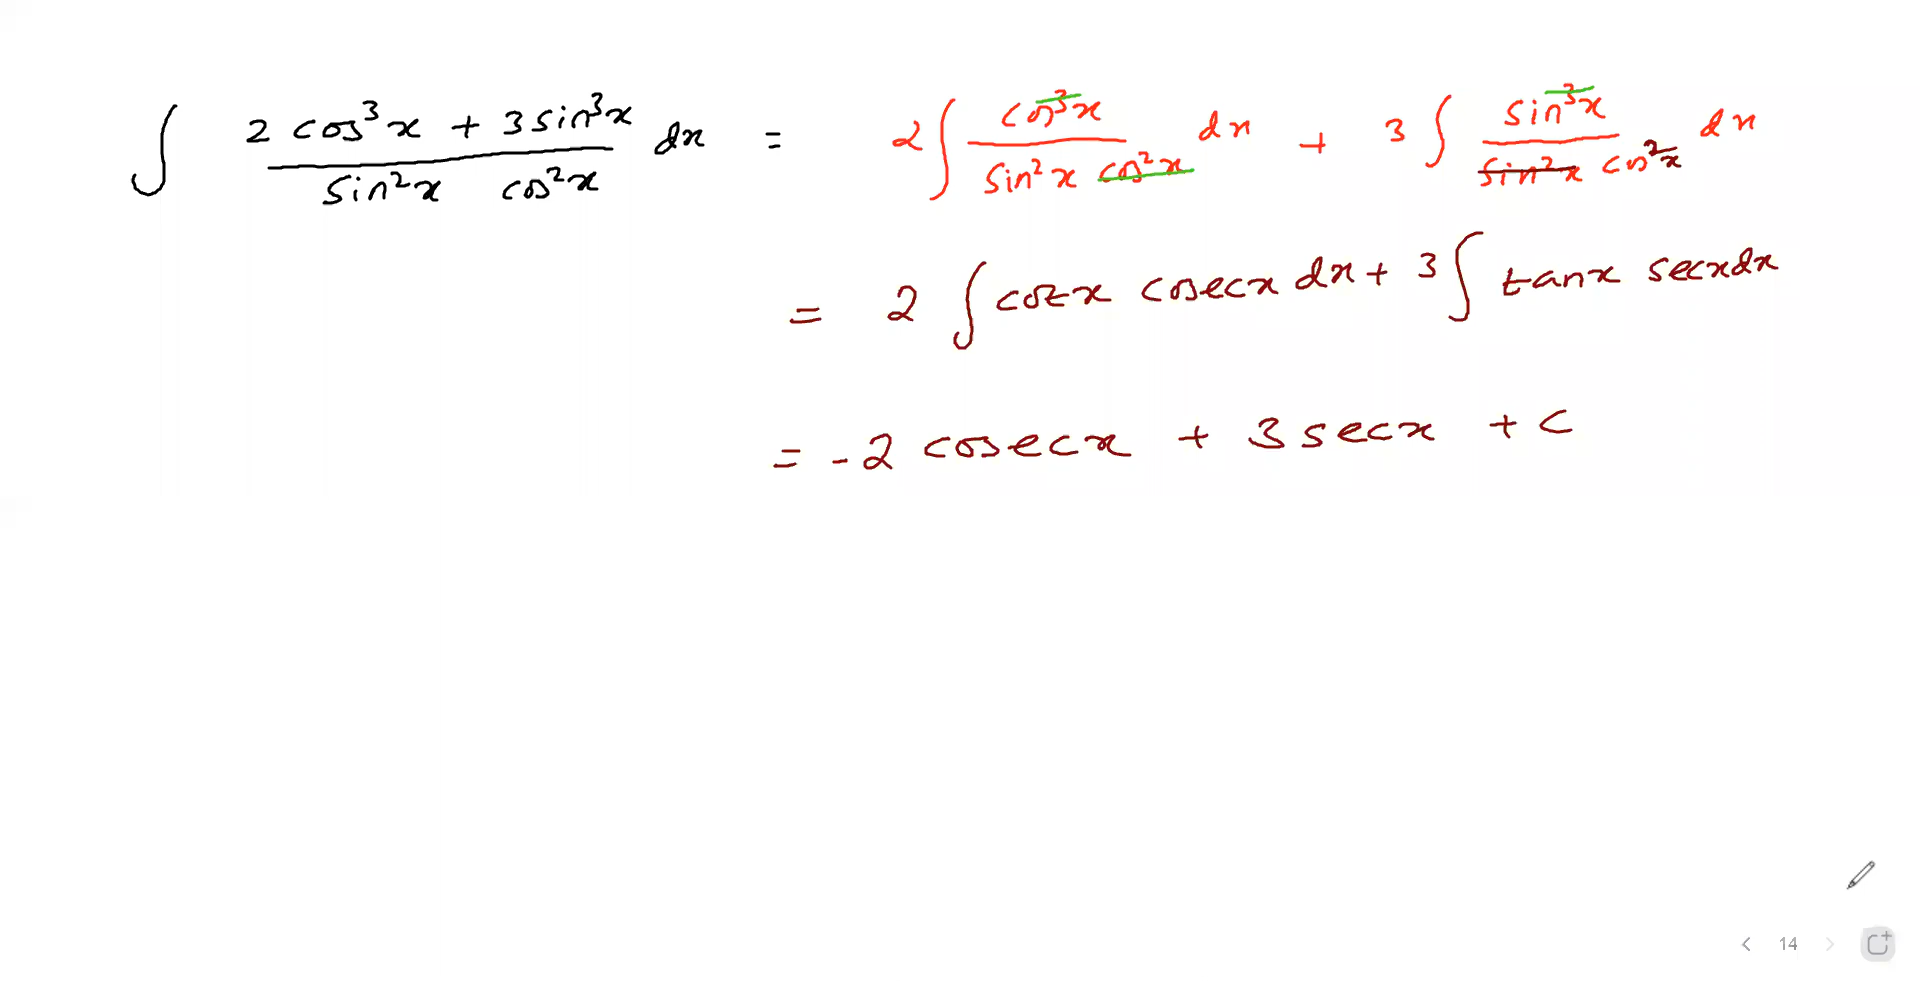 ∫ (2 cos³x + 3 sin³x)/(sin²x cos²x) dx = 2 ∫ cos³x/(sin²x cos²x) dx + 3 ∫ sin³x/(sin²x cos²x) dx
= 2 ∫ cotx cosecx dx + 3 ∫ tanx secx dx
= -2 cosecx + 3 secx + c
14